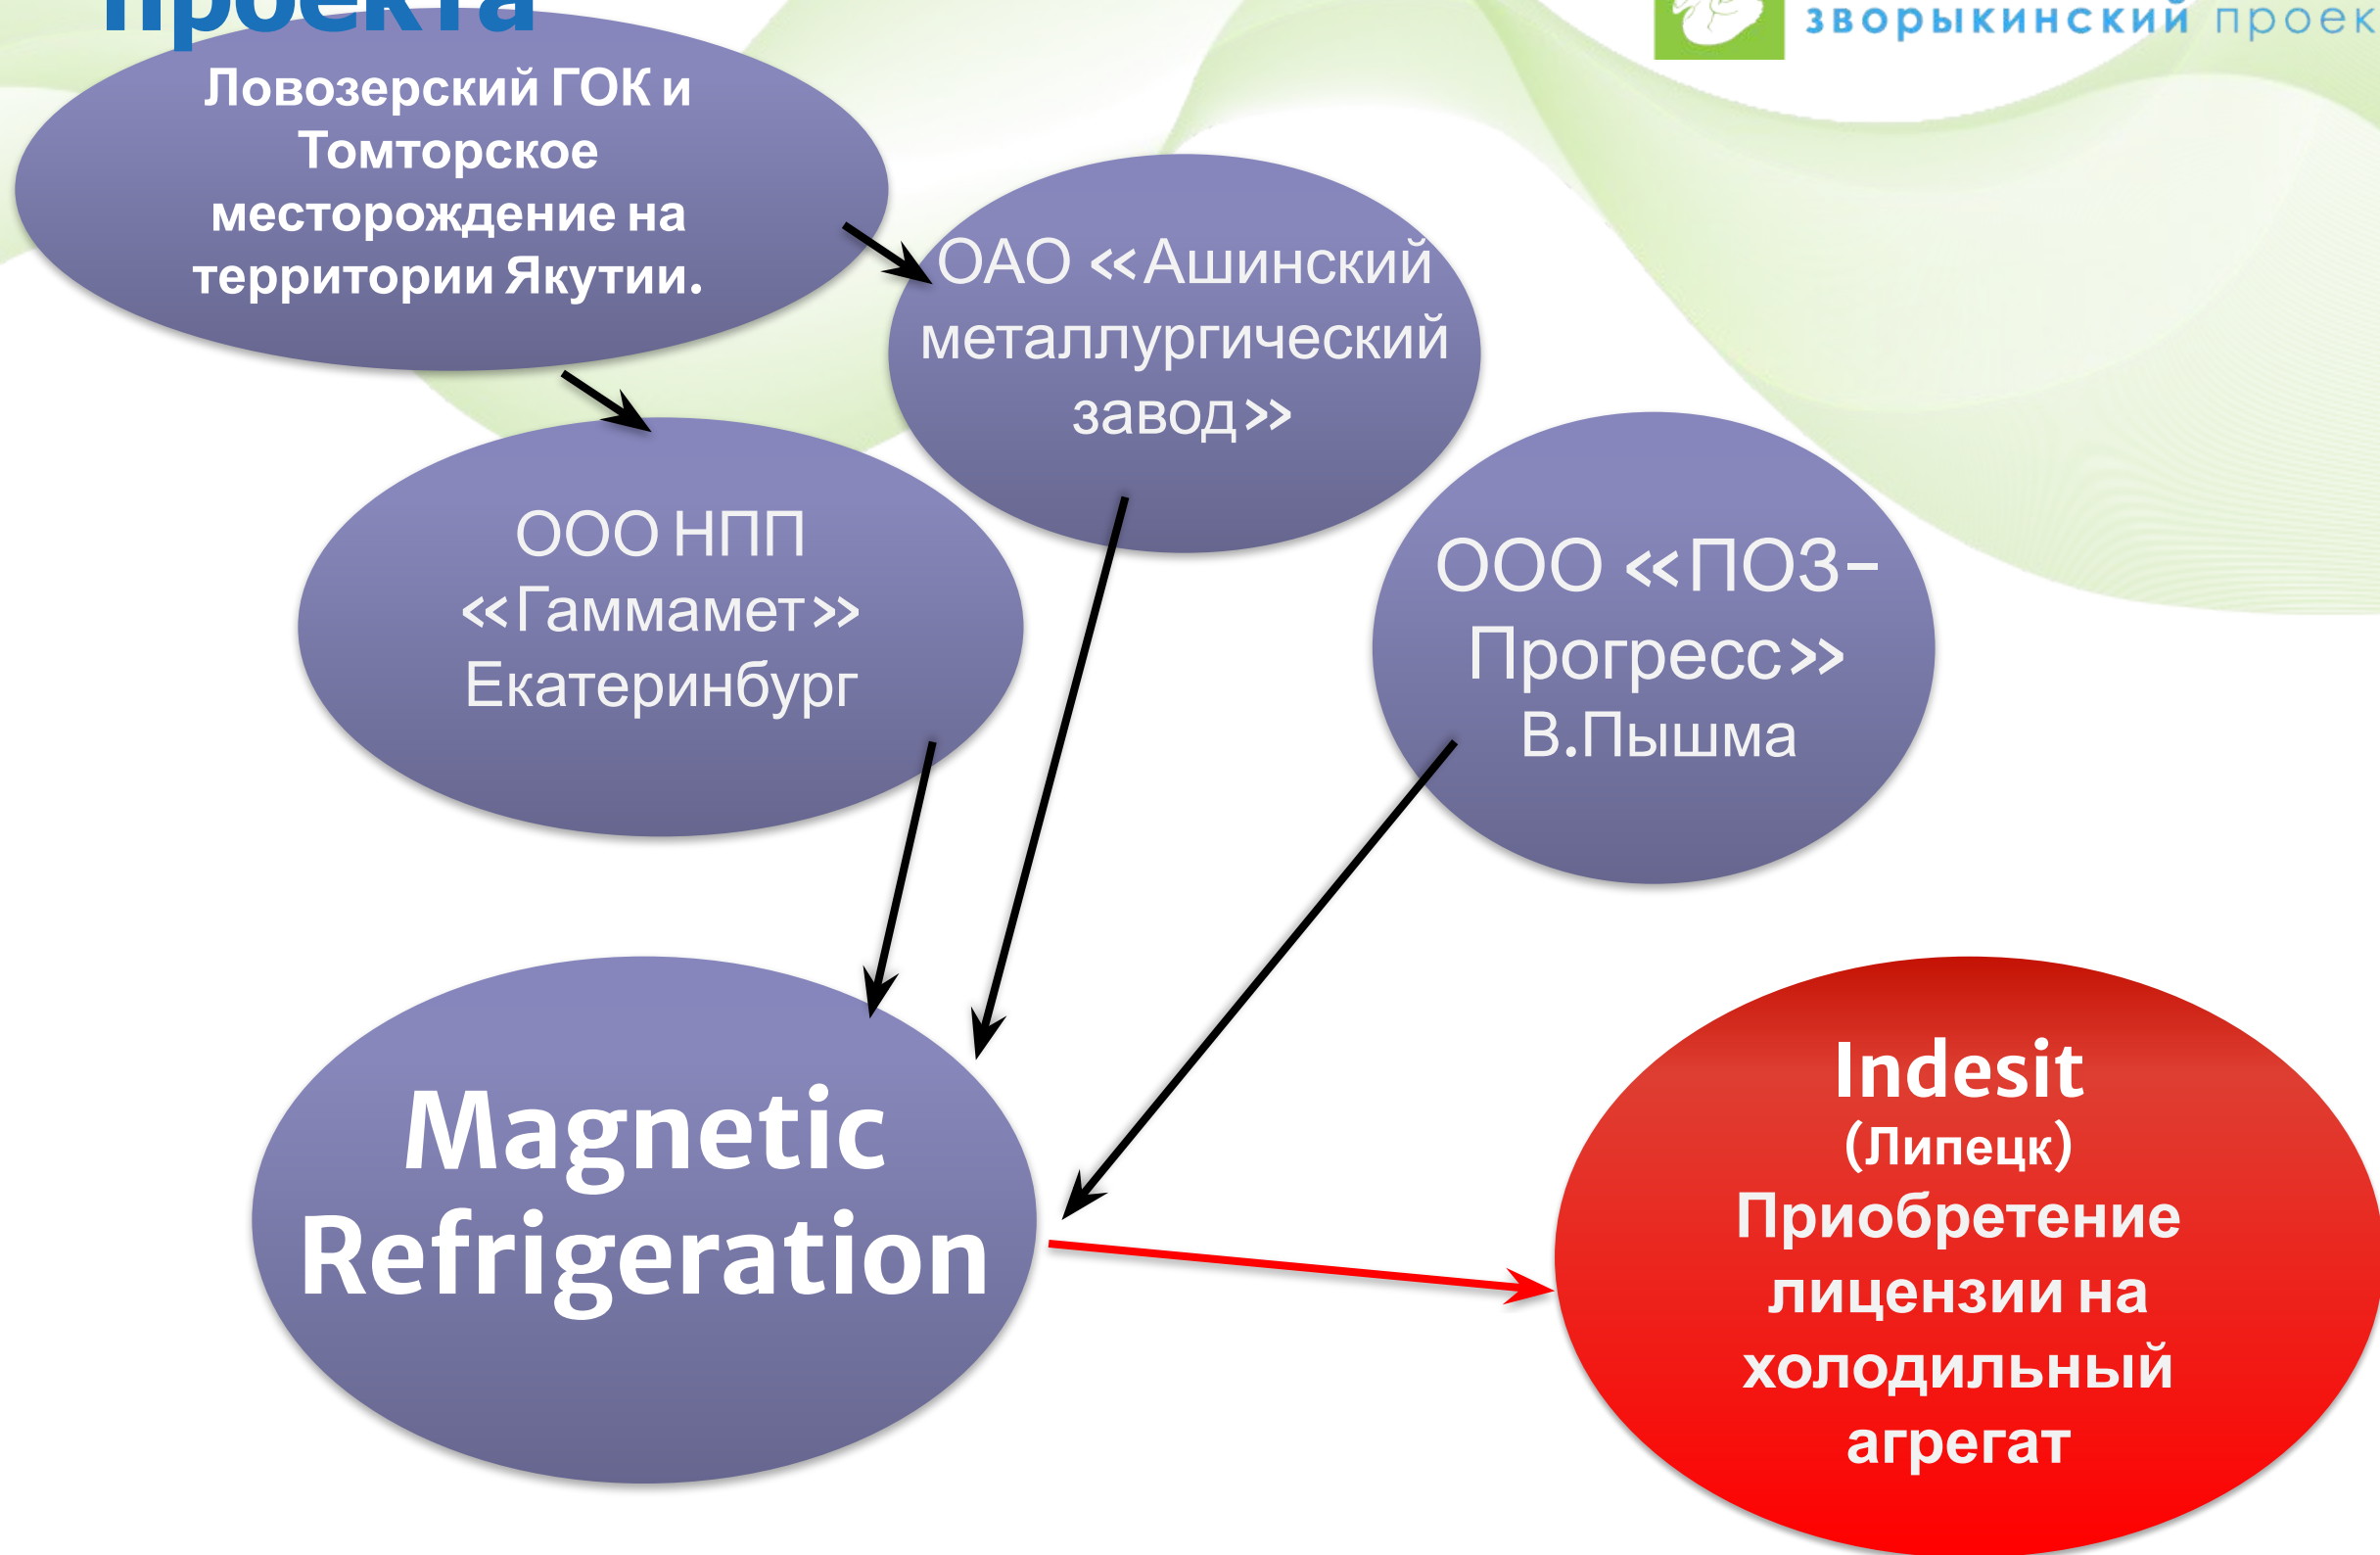 проекта
зворыкинский проек
Ловозерский ГОК и
Томторское
месторождение на
территории Якутии.
ОАО «Ашинский
металлургический
завод»
ООО НПП
«Гаммамет»
Екатеринбург
ООО «ПОЗ-
Прогресс»
В.Пышма
Magnetic
Refrigeration
Indesit
(Липецк)
Приобретение
лицензии на
холодильный
агрегат